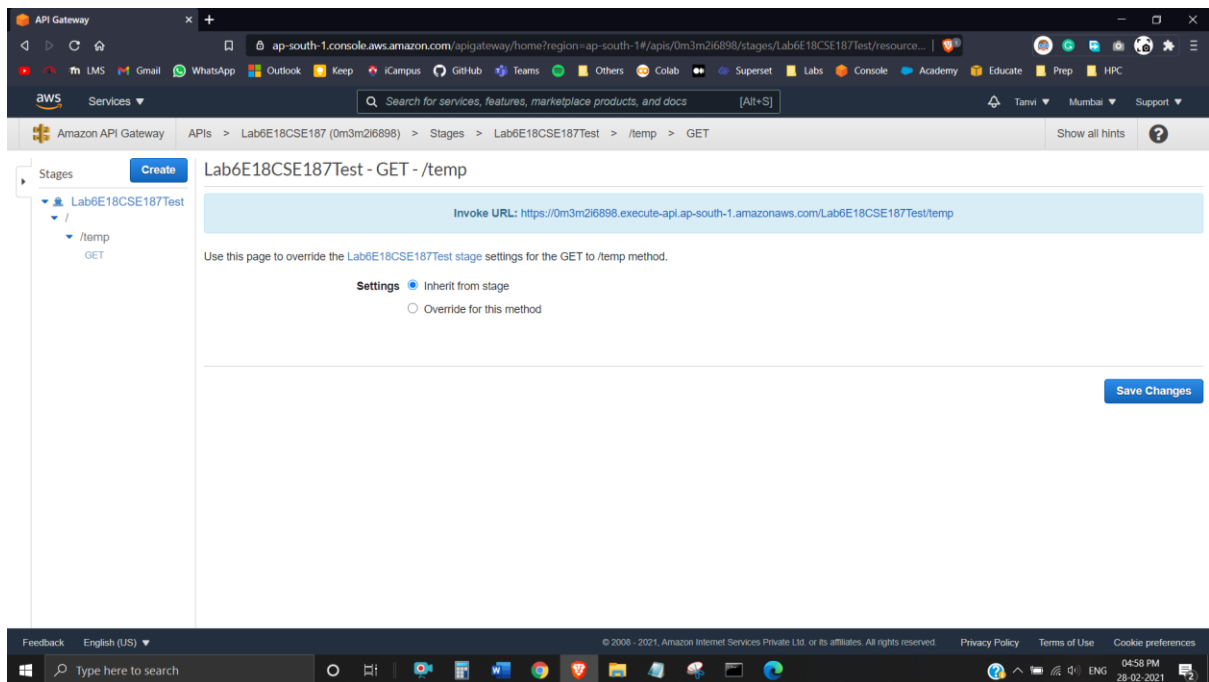 API Gateway
ap-south-1.console.aws.amazon.com/apigateway/home?region=ap-south-1#/apis/0m3m2i6898/stages/Lab6E18CSE187Test/resource...
LMS Gmail WhatsApp Outlook Keep iCampus GitHub Teams Others Colab Superset Labs Console Academy Educate Prep HPC
aws Services Search for services, features, marketplace products, and docs [Alt+S] Tanvi Mumbai Support
Amazon API Gateway APIs > Lab6E18CSE187 (0m3m2i6898) > Stages > Lab6E18CSE187Test > /temp > GET Show all hints ?
Stages Create Lab6E18CSE187Test - GET - /temp
Lab6E18CSE187Test
/
/temp
GET
Invoke URL: https://0m3m2i6898.execute-api.ap-south-1.amazonaws.com/Lab6E18CSE187Test/temp
Use this page to override the Lab6E18CSE187Test stage settings for the GET to /temp method.
Settings Inherit from stage
Override for this method
Save Changes
Feedback English (US) © 2008 - 2021, Amazon Internet Services Private Ltd. or its affiliates. All rights reserved. Privacy Policy Terms of Use Cookie preferences
Type here to search ENG 04:58 PM
28-02-2021